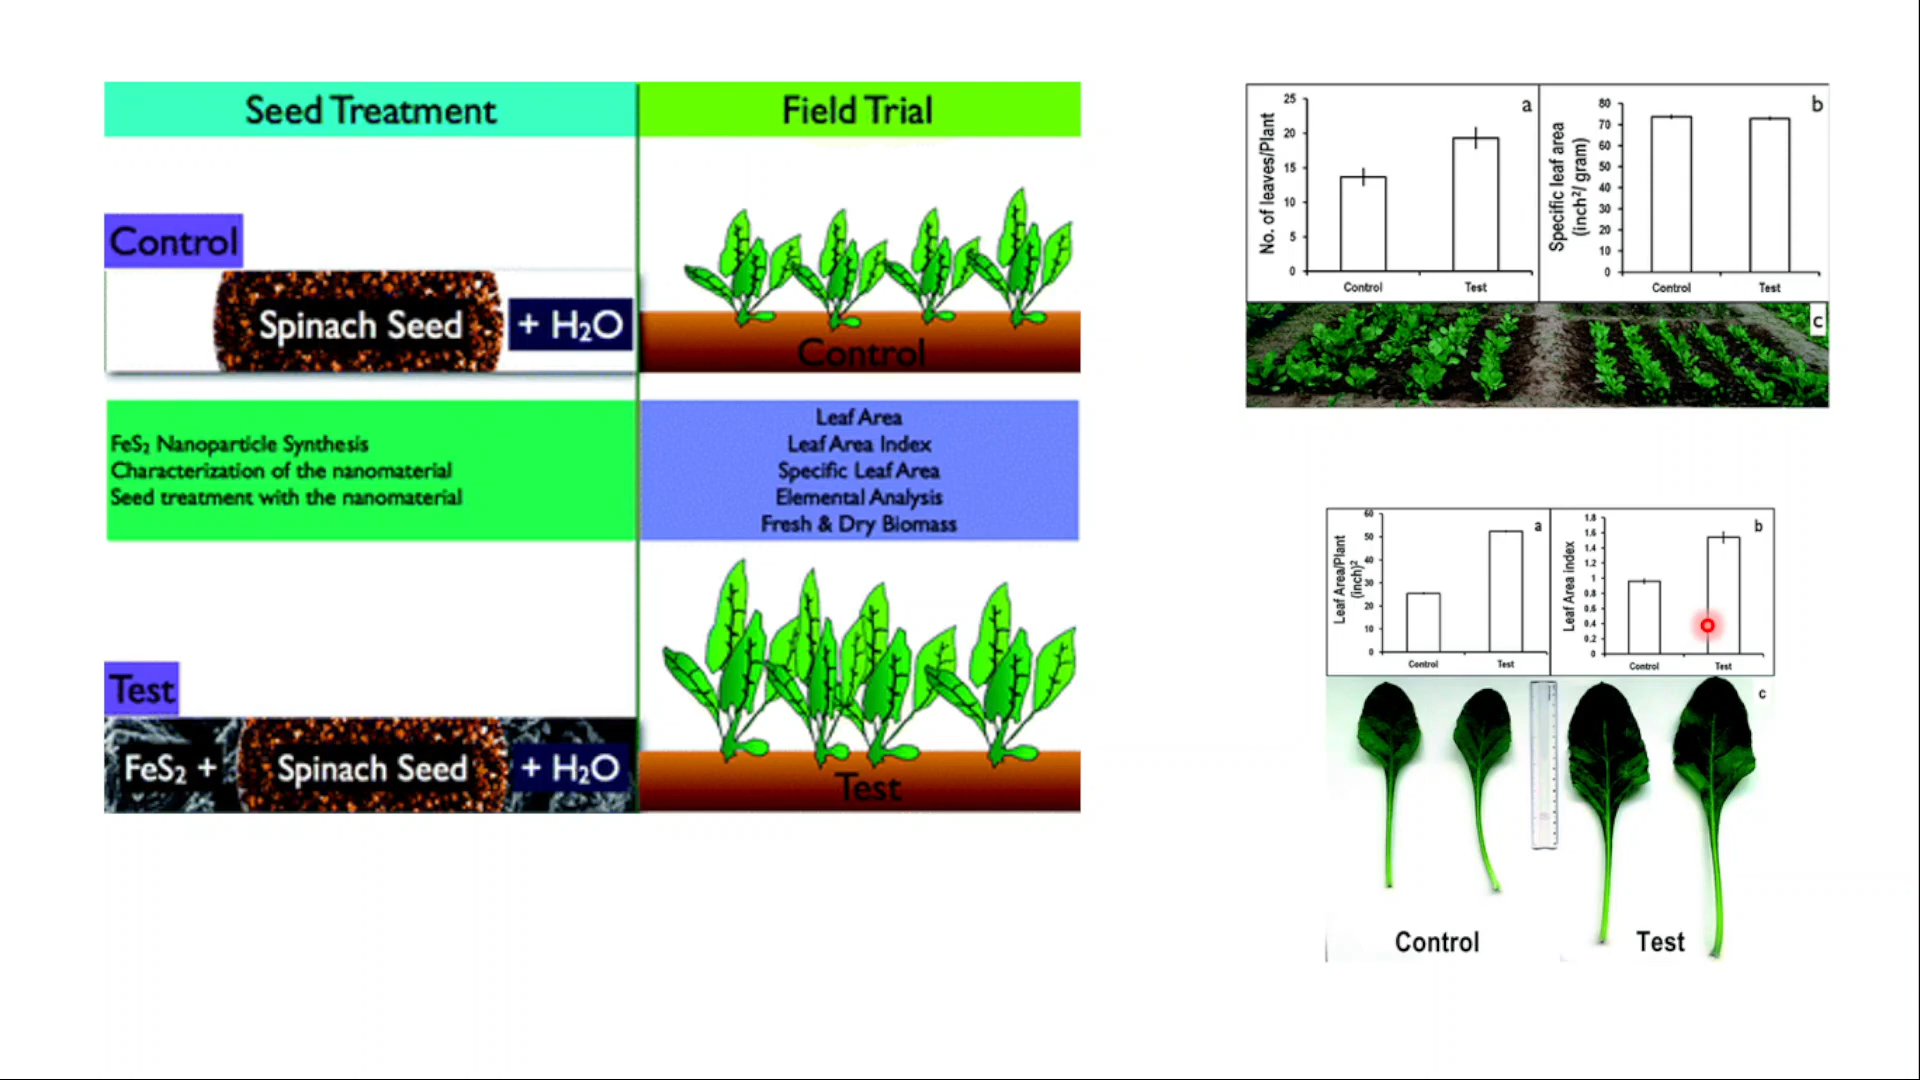 Seed Treatment
Field Trial
Control
Spinach Seed
+ H₂O
Control
FeS₂ Nanoparticle Synthesis
Characterization of the nanomaterial
Seed treatment with the nanomaterial
Leaf Area
Leaf Area Index
Specific Leaf Area
Elemental Analysis
Fresh & Dry Biomass
Test
FeS₂ +
Spinach Seed
+ H₂O
Test
a
No. of leaves/Plant
25
20
15
10
5
0
Control
Test
b
Specific leaf area
(inch²/ gram)
80
70
60
50
40
30
20
10
0
Control
Test
c
a
Leaf Area/Plant
(inch)²
60
50
40
30
20
10
0
Control
Test
b
Leaf Area index
1.8
1.6
1.4
1.2
1
0.8
0.6
0.4
0.2
0
Control
Test
c
Control
Test